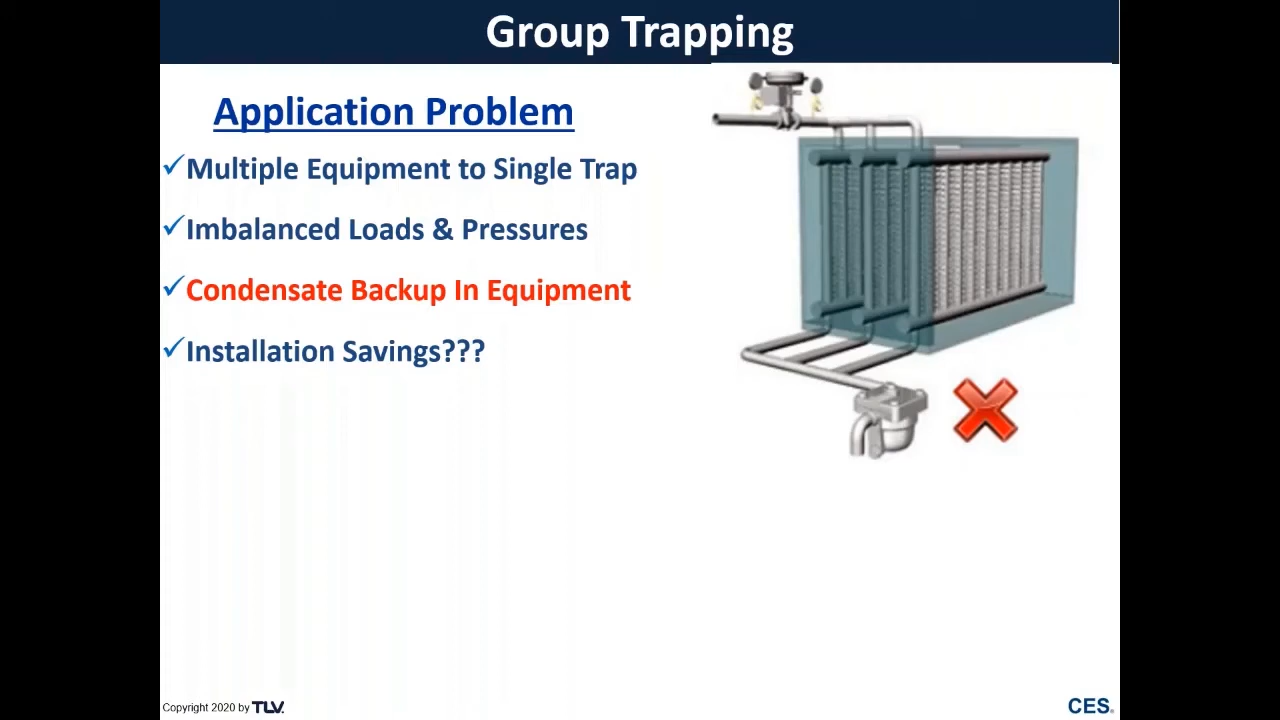 Group Trapping
Application Problem
✓Multiple Equipment to Single Trap
✓Imbalanced Loads & Pressures
✓Condensate Backup In Equipment
✓Installation Savings???
Copyright 2020 by TLV.
CES.